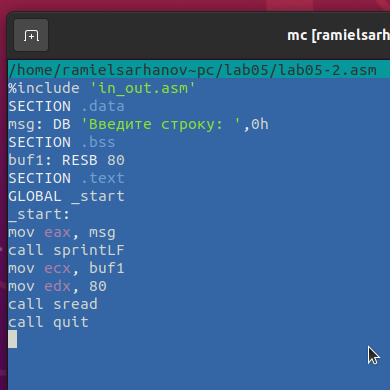 mc [ramielsarh
/home/ramielsarhanov~pc/lab05/lab05-2.asm
%include 'in_out.asm'
SECTION .data
msg: DB 'Введите строку: ',0h
SECTION .bss
buf1: RESB 80
SECTION .text
GLOBAL _start
_start:
mov eax, msg
call sprintLF
mov ecx, buf1
mov edx, 80
call sread
call quit